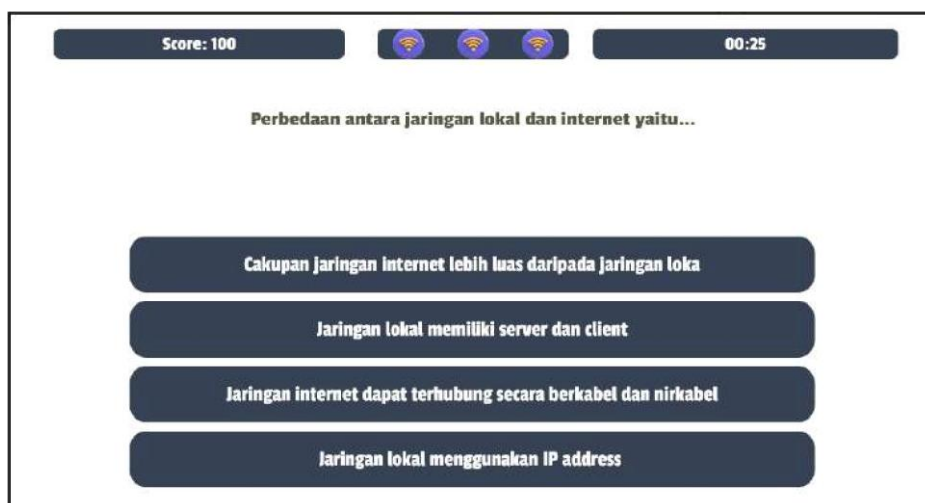 Score: 100
00:25
Perbedaan antara jaringan lokal dan internet yaitu...
Cakupan jaringan internet lebih luas daripada jaringan loka
Jaringan lokal memiliki server dan client
Jaringan internet dapat terhubung secara berkabel dan nirkabel
Jaringan lokal menggunakan IP address